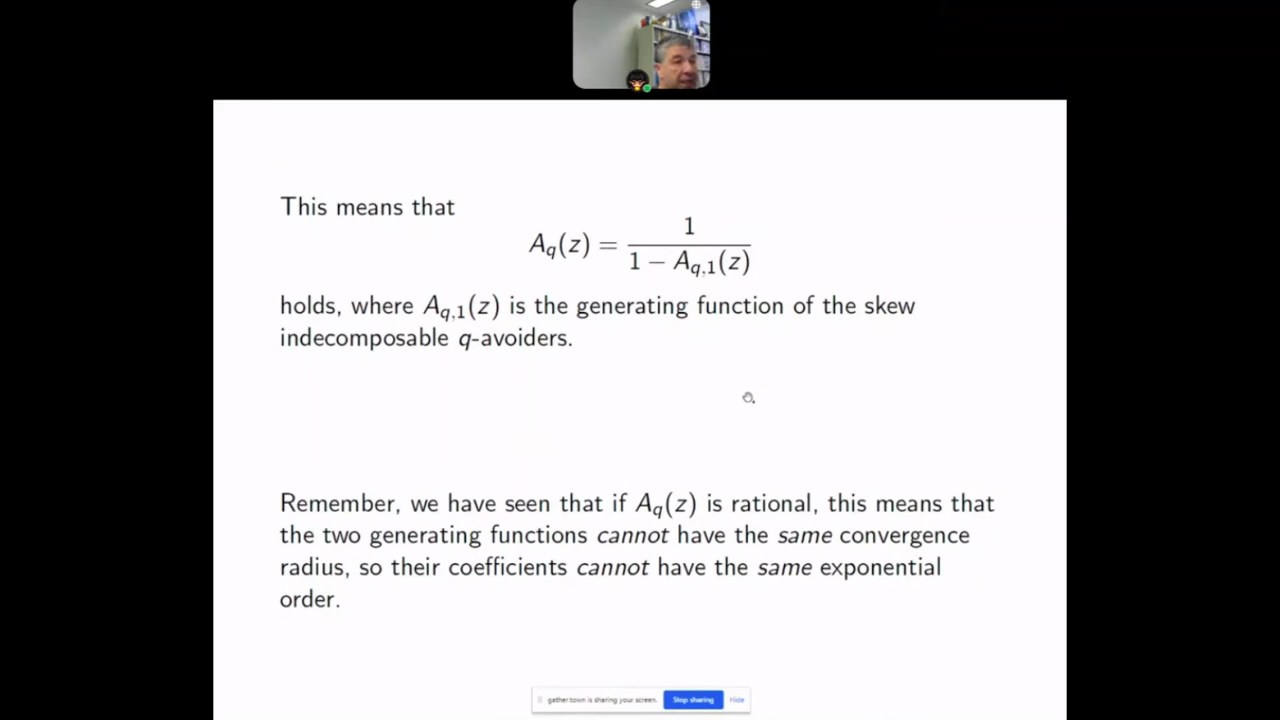 This means that
A_q(z) = 1 / (1 − A_{q,1}(z))
holds, where A_{q,1}(z) is the generating function of the skew
indecomposable q-avoiders.
Remember, we have seen that if A_q(z) is rational, this means that
the two generating functions cannot have the same convergence
radius, so their coefficients cannot have the same exponential
order.
gather.town is sharing your screen. Stop sharing Hide